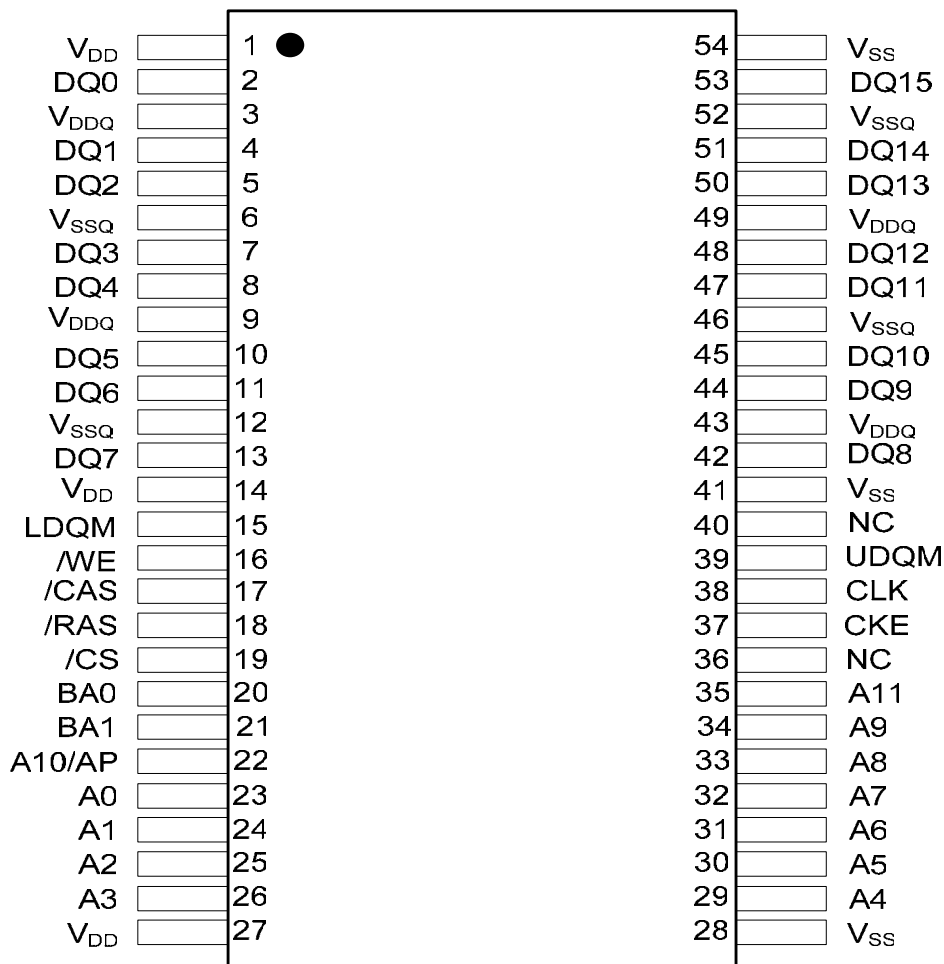 VDD 1 54 VSS
DQ0 2 53 DQ15
VDDQ 3 52 VSSQ
DQ1 4 51 DQ14
DQ2 5 50 DQ13
VSSQ 6 49 VDDQ
DQ3 7 48 DQ12
DQ4 8 47 DQ11
VDDQ 9 46 VSSQ
DQ5 10 45 DQ10
DQ6 11 44 DQ9
VSSQ 12 43 VDDQ
DQ7 13 42 DQ8
VDD 14 41 VSS
LDQM 15 40 NC
/WE 16 39 UDQM
/CAS 17 38 CLK
/RAS 18 37 CKE
/CS 19 36 NC
BA0 20 35 A11
BA1 21 34 A9
A10/AP 22 33 A8
A0 23 32 A7
A1 24 31 A6
A2 25 30 A5
A3 26 29 A4
VDD 27 28 VSS